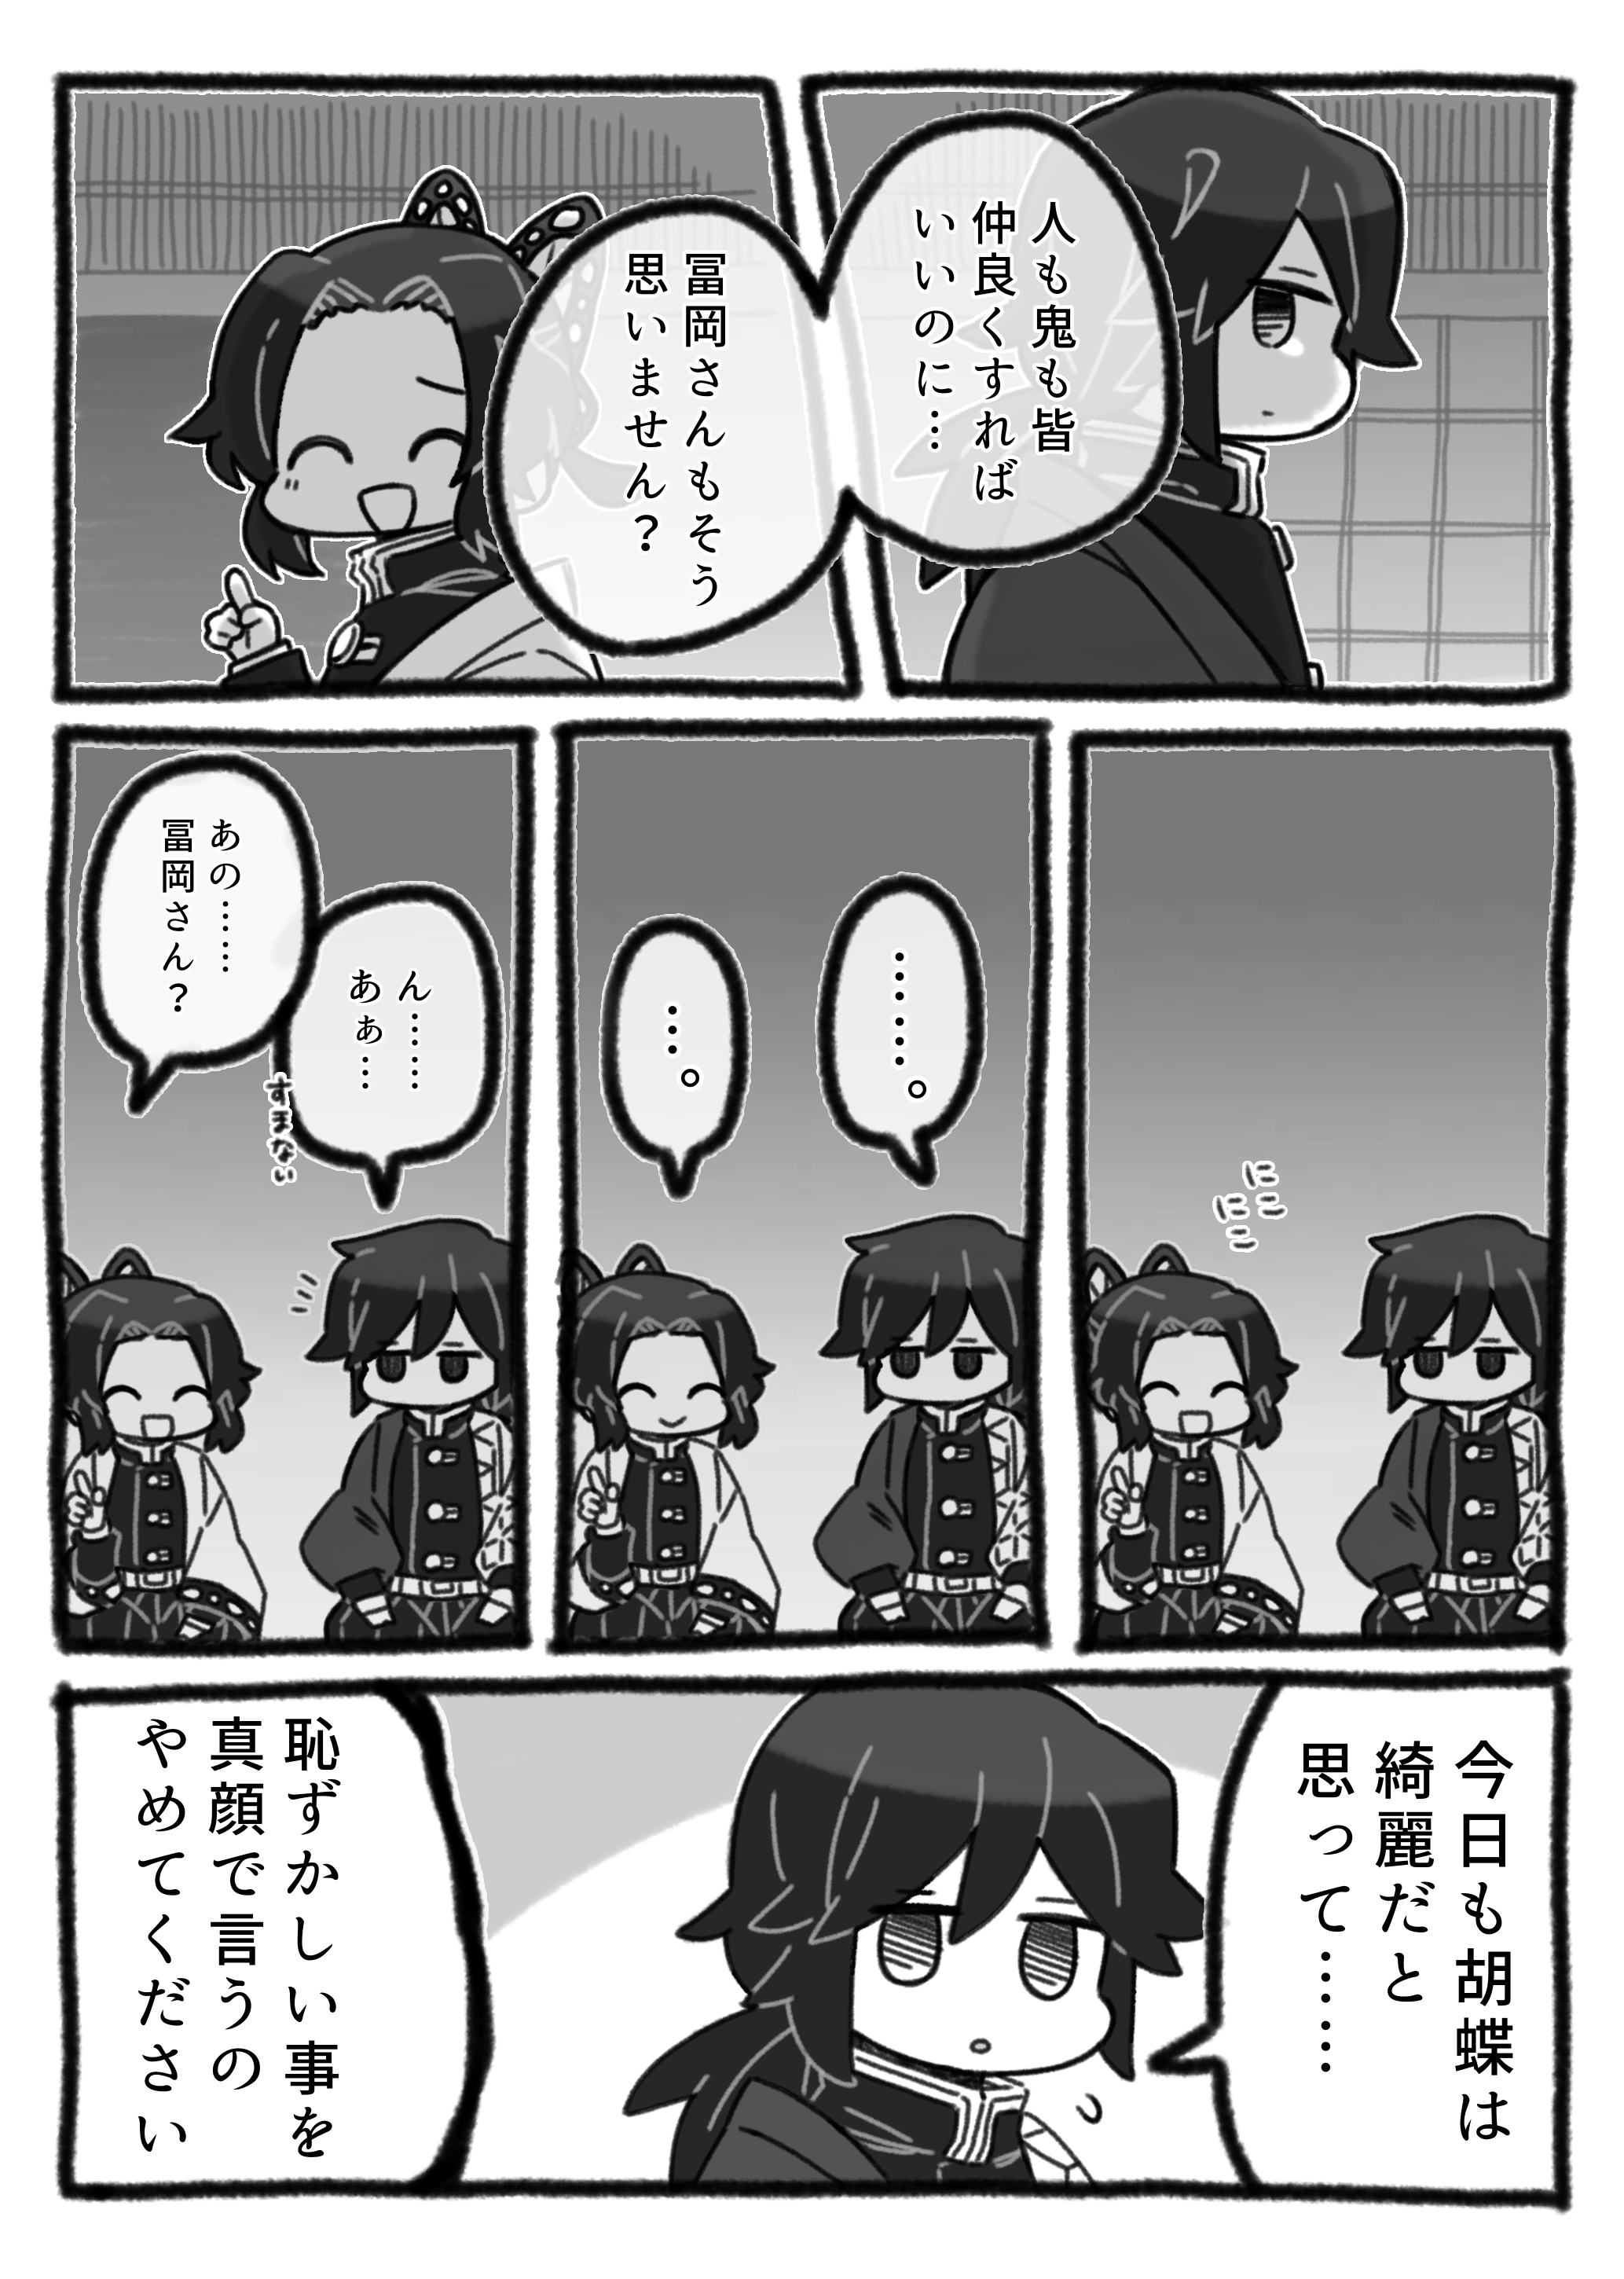 人も鬼も皆
仲良くすれば
いいのに…
冨岡さんもそう
思いません？
にこ
にこ
…………。
…。
ん……
あぁ…
すまない
あの……
冨岡さん？
今日も胡蝶は
綺麗だと
思って………
恥ずかしい事を
真顔で言うの
やめてください